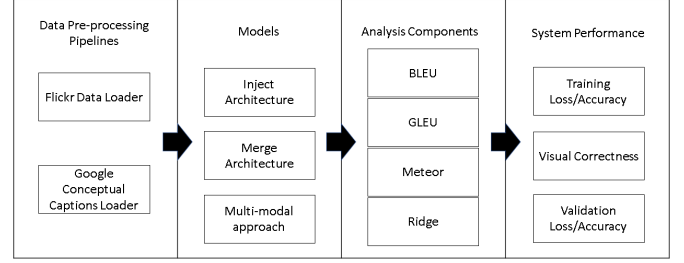 Data Pre-processing
Pipelines
Flickr Data Loader
Google
Conceptual
Captions Loader
Models
Inject
Architecture
Merge
Architecture
Multi-modal
approach
Analysis Components
BLEU
GLEU
Meteor
Ridge
System Performance
Training
Loss/Accuracy
Visual Correctness
Validation
Loss/Accuracy